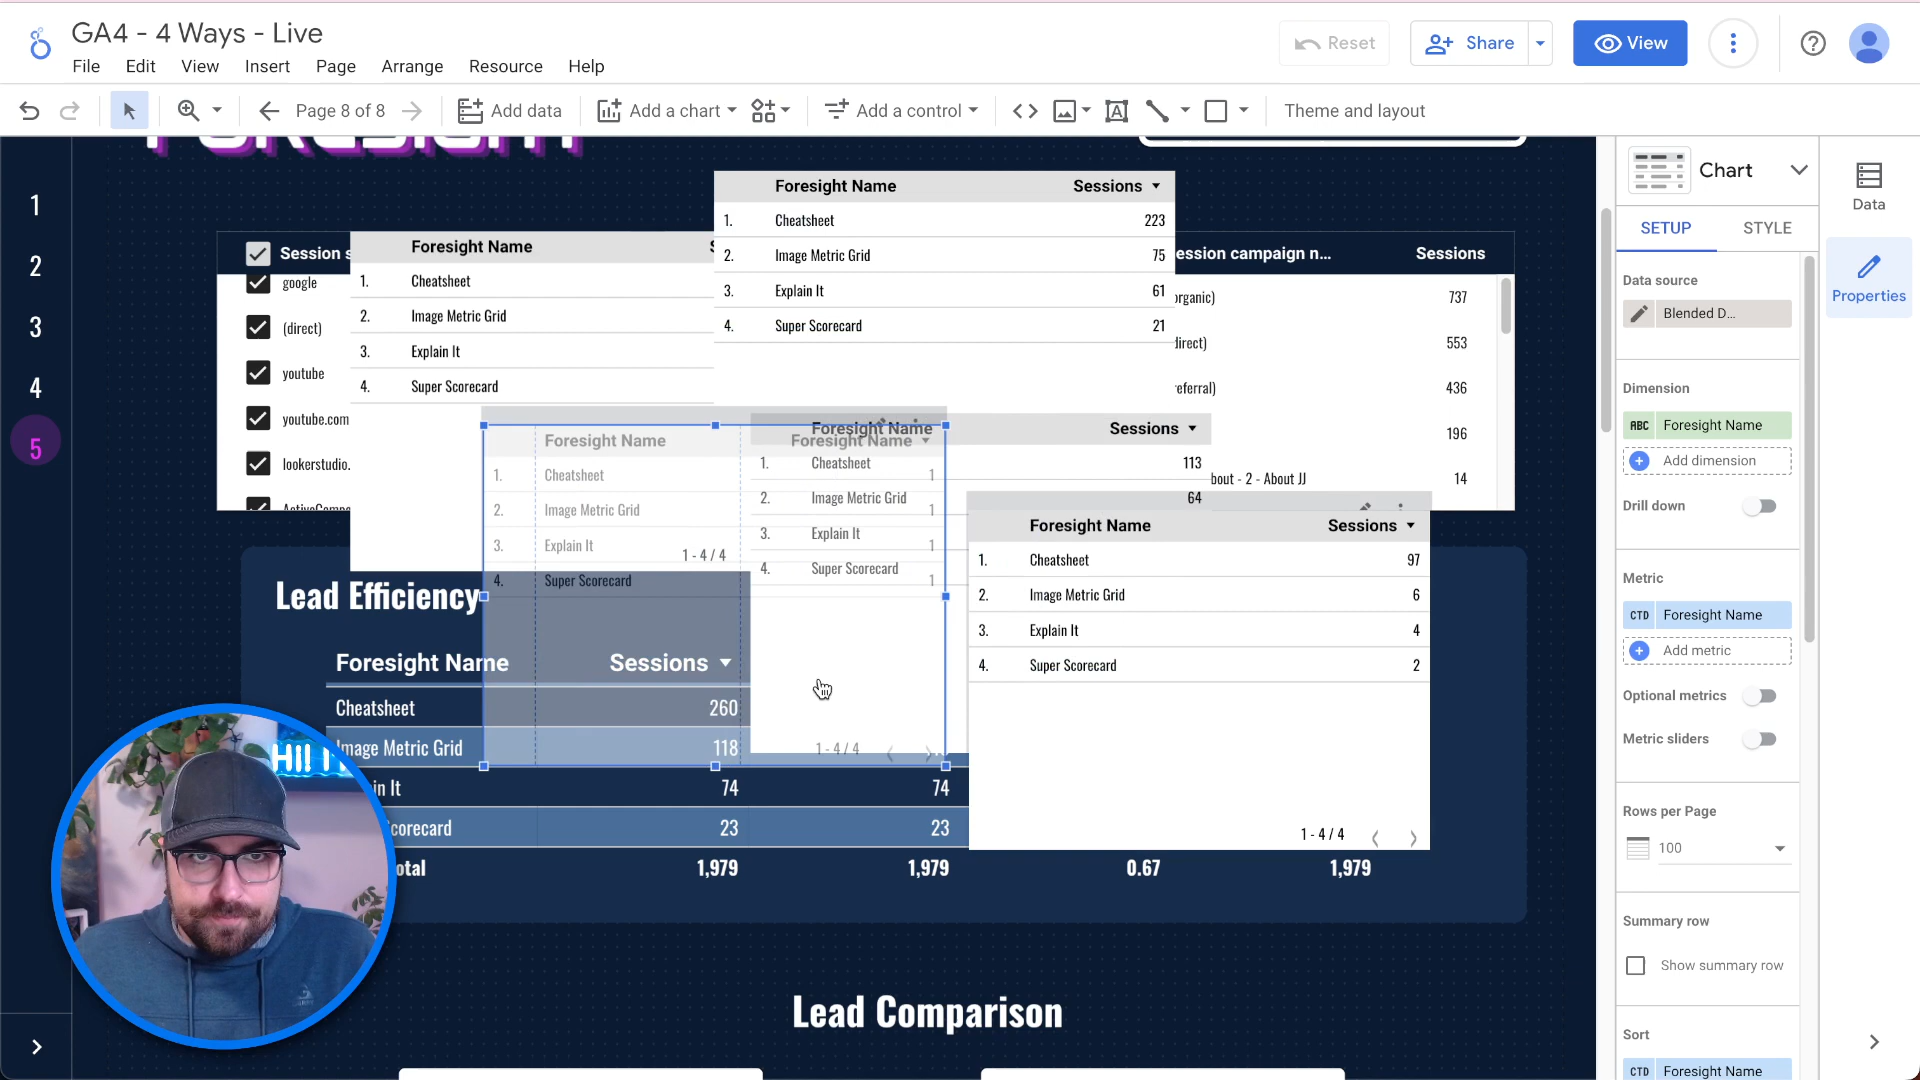 GA4 - 4 Ways - Live
Reset
Share
View
File Edit View Insert Page Arrange Resource Help
Page 8 of 8
Add data
Add a chart
Add a control
Theme and layout
FORESIGHT
1
2
3
4
5
Session s
google
(direct)
youtube
youtube.com
lookerstudio.
Foresight Name S
1. Cheatsheet
2. Image Metric Grid
3. Explain It
4. Super Scorecard
1 - 4 / 4
Foresight Name Sessions
1. Cheatsheet 223
2. Image Metric Grid 75
3. Explain It 61
4. Super Scorecard 21
ession campaign n... Sessions
organic) 737
direct) 553
referral) 436
196
bout - 2 - About JJ 14
Foresight Name Foresight Name
1. Cheatsheet 1
2. Image Metric Grid 1
3. Explain It 1
4. Super Scorecard 1
Foresight Name Sessions
1. Cheatsheet 113
2. Image Metric Grid 64
3. Explain It
4. Super Scorecard
1 - 4 / 4
Foresight Name Sessions
1. Cheatsheet 97
2. Image Metric Grid 6
3. Explain It 4
4. Super Scorecard 2
1 - 4 / 4
Lead Efficiency
Foresight Name Sessions
Cheatsheet 260
Image Metric Grid 118
in It 74 74
corecard 23 23
otal 1,979 1,979 0.67 1,979
Hi! I
Lead Comparison
Chart
SETUP STYLE
Data source
Blended D...
Dimension
ABC Foresight Name
Add dimension
Drill down
Metric
CTD Foresight Name
Add metric
Optional metrics
Metric sliders
Rows per Page
100
Summary row
Show summary row
Sort
CTD Foresight Name
Data
Properties